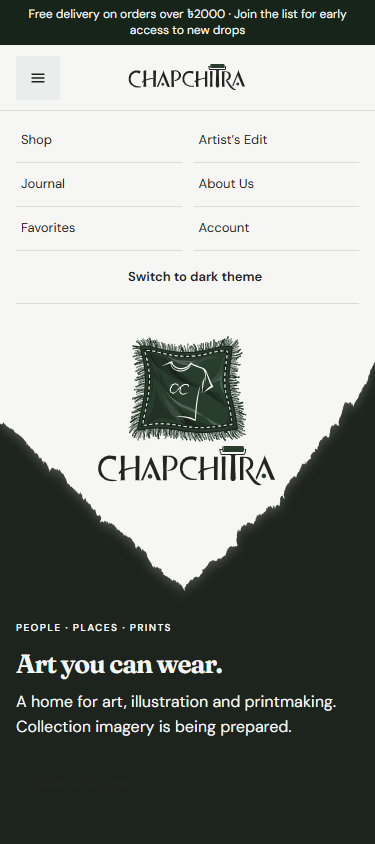 Free delivery on orders over ৳2000 · Join the list for early
access to new drops
CHAPCHITRA
Shop
Artist’s Edit
Journal
About Us
Favorites
Account
Switch to dark theme
CC
CHAPCHITRA
PEOPLE · PLACES · PRINTS
Art you can wear.
A home for art, illustration and printmaking.
Collection imagery is being prepared.